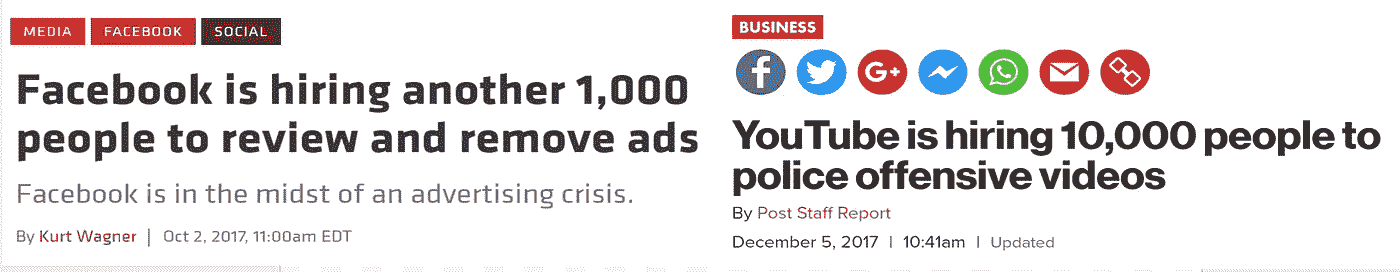 MEDIA FACEBOOK SOCIAL
Facebook is hiring another 1,000
people to review and remove ads
Facebook is in the midst of an advertising crisis.
By Kurt Wagner | Oct 2, 2017, 11:00am EDT
BUSINESS
f G+
YouTube is hiring 10,000 people to
police offensive videos
By Post Staff Report
December 5, 2017 | 10:41am | Updated